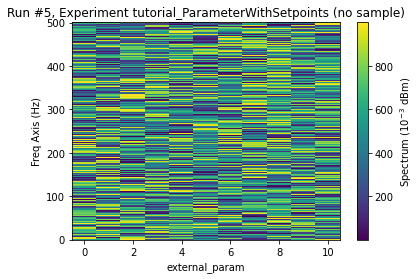 Run #5, Experiment tutorial_ParameterWithSetpoints (no sample)
500
400
300
200
100
0
Freq Axis (Hz)
0 2 4 6 8 10
external_param
800
600
400
200
Spectrum (10⁻³ dBm)